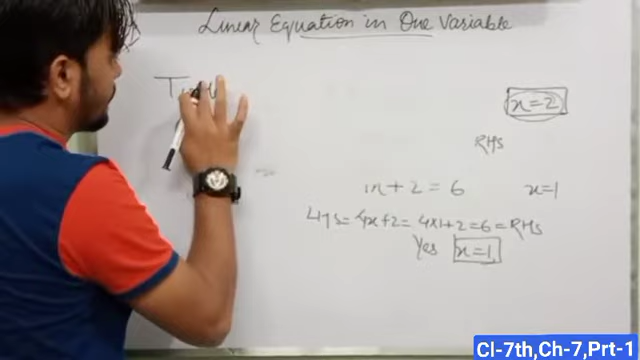 Linear Equation in One Variable
x=2
RHS
x+2=6 x=1
LHS= 4x+2= 4x1+2=6=RHS
Yes x=1
Cl-7th,Ch-7,Prt-1